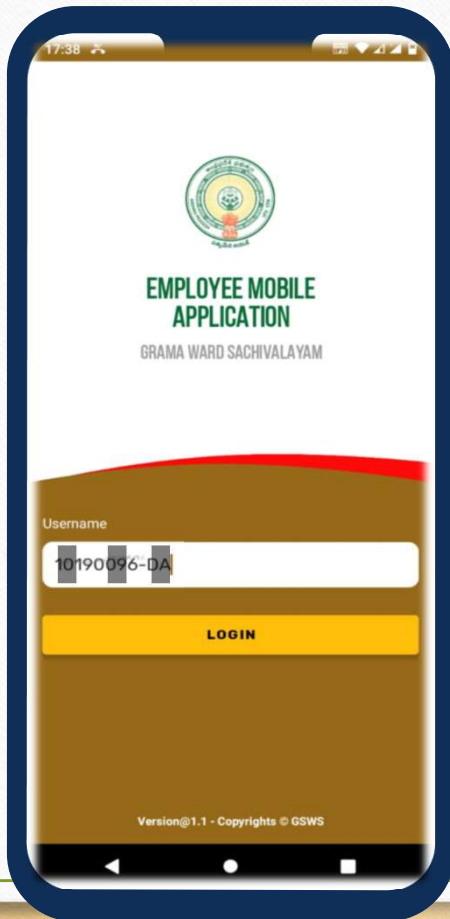 17:38
EMPLOYEE MOBILE
APPLICATION
GRAMA WARD SACHIVALAYAM
Username
10190096-DA
LOGIN
Version@1.1 - Copyrights © GSWS